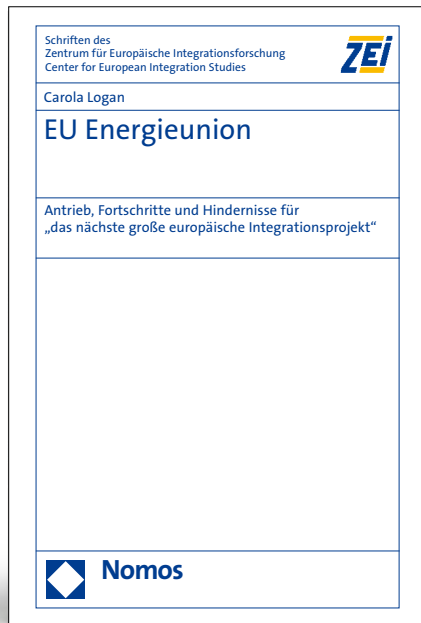 Schriften des
Zentrum für Europäische Integrationsforschung
Center for European Integration Studies
ZEI
Carola Logan
EU Energieunion
Antrieb, Fortschritte und Hindernisse für
„das nächste große europäische Integrationsprojekt“
Nomos